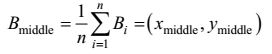 B_middle = 1/n ∑_{i=1}^{n} B_i = (x_middle, y_middle)